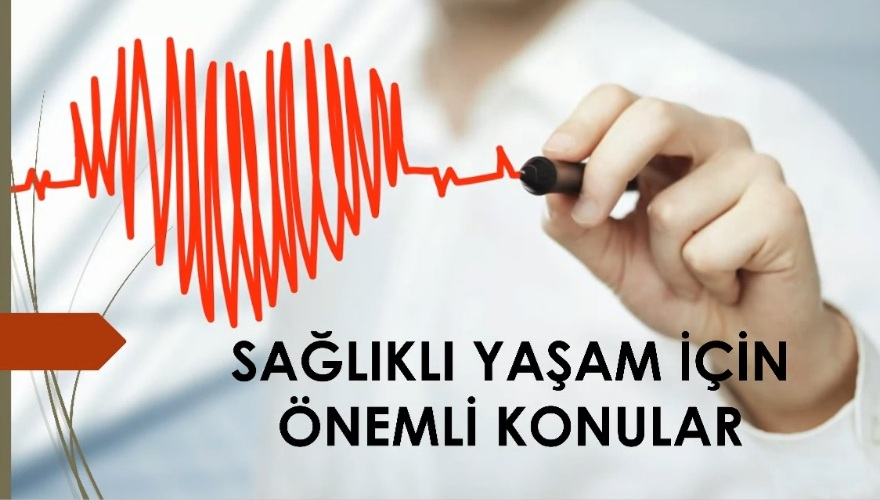 SAĞLIKLI YAŞAM İÇİN
ÖNEMLİ KONULAR